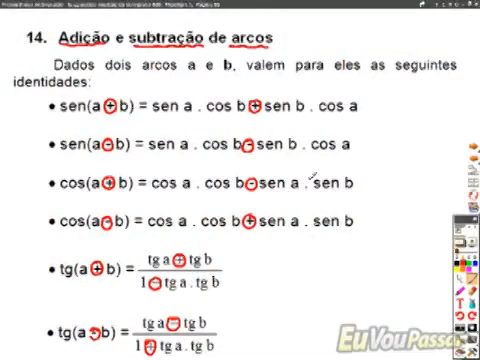 14. Adição e subtração de arcos
Dados dois arcos a e b, valem para eles as seguintes
identidades:
• sen(a + b) = sen a . cos b + sen b . cos a
• sen(a - b) = sen a . cos b - sen b . cos a
• cos(a + b) = cos a . cos b - sen a . sen b
• cos(a - b) = cos a . cos b + sen a . sen b
tg a + tg b
• tg(a + b) =
1 - tg a . tg b
tg a - tg b
• tg(a - b) =
1 + tg a . tg b
EuVouPassar